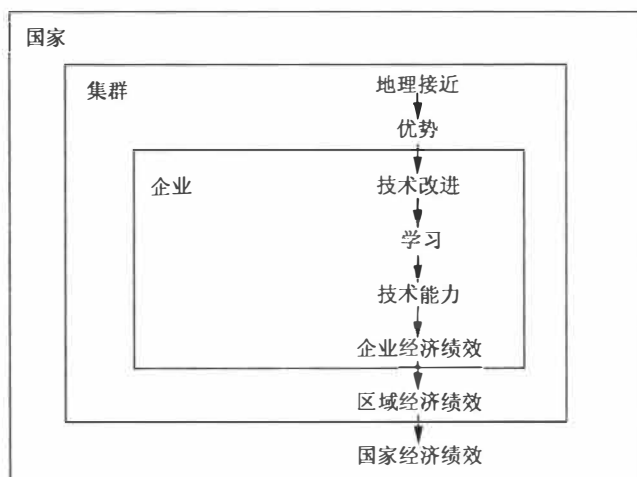 国家
集群
地理接近
优势
企业
技术改进
学习
技术能力
企业经济绩效
区域经济绩效
国家经济绩效